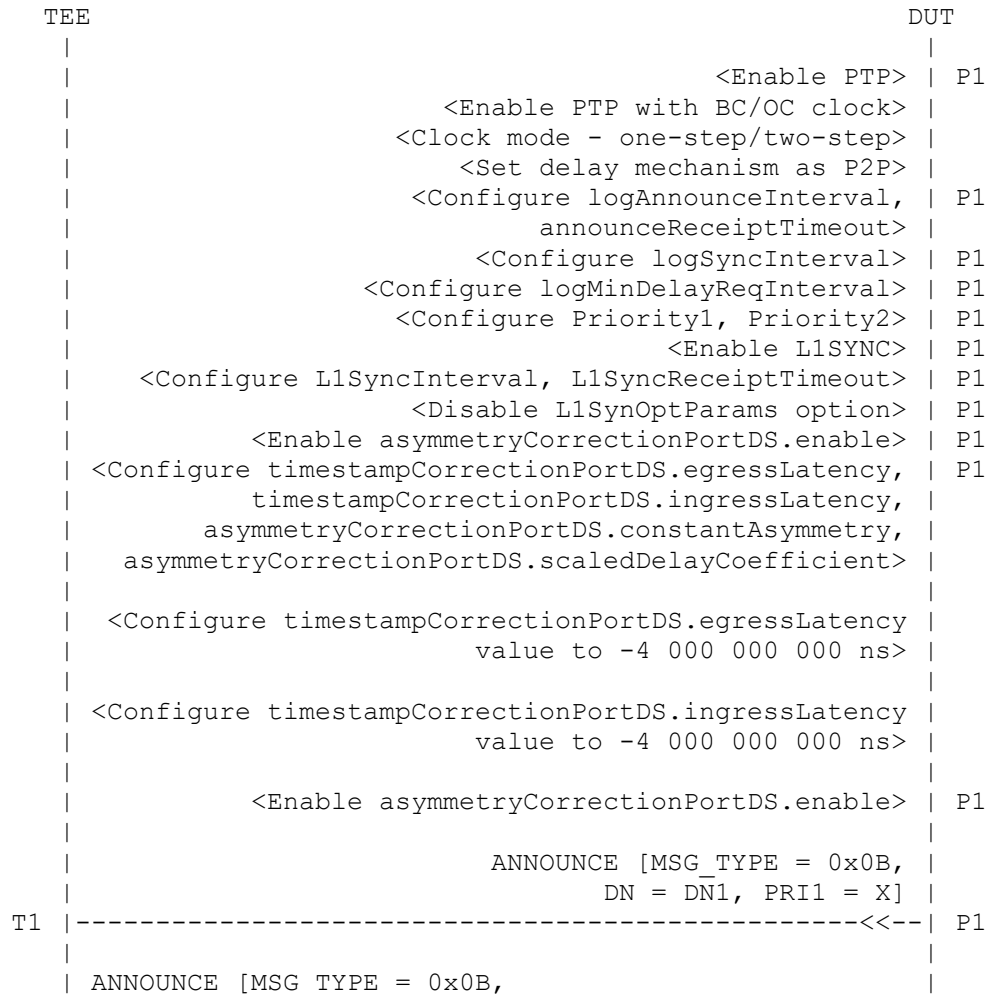 TEE DUT
| |
| <Enable PTP> | P1
| <Enable PTP with BC/OC clock> |
| <Clock mode - one-step/two-step> |
| <Set delay mechanism as P2P> |
| <Configure logAnnounceInterval, | P1
| announceReceiptTimeout> |
| <Configure logSyncInterval> | P1
| <Configure logMinDelayReqInterval> | P1
| <Configure Priority1, Priority2> | P1
| <Enable L1SYNC> | P1
| <Configure L1SyncInterval, L1SyncReceiptTimeout> | P1
| <Disable L1SynOptParams option> | P1
| <Enable asymmetryCorrectionPortDS.enable> | P1
| <Configure timestampCorrectionPortDS.egressLatency, | P1
| timestampCorrectionPortDS.ingressLatency, |
| asymmetryCorrectionPortDS.constantAsymmetry, |
| asymmetryCorrectionPortDS.scaledDelayCoefficient> |
| |
| <Configure timestampCorrectionPortDS.egressLatency |
| value to -4 000 000 000 ns> |
| |
| <Configure timestampCorrectionPortDS.ingressLatency |
| value to -4 000 000 000 ns> |
| |
| <Enable asymmetryCorrectionPortDS.enable> | P1
| |
| ANNOUNCE [MSG_TYPE = 0x0B, |
| DN = DN1, PRI1 = X] |
T1 |-------------------------------------------------<<--| P1
| |
| ANNOUNCE [MSG TYPE = 0x0B, |